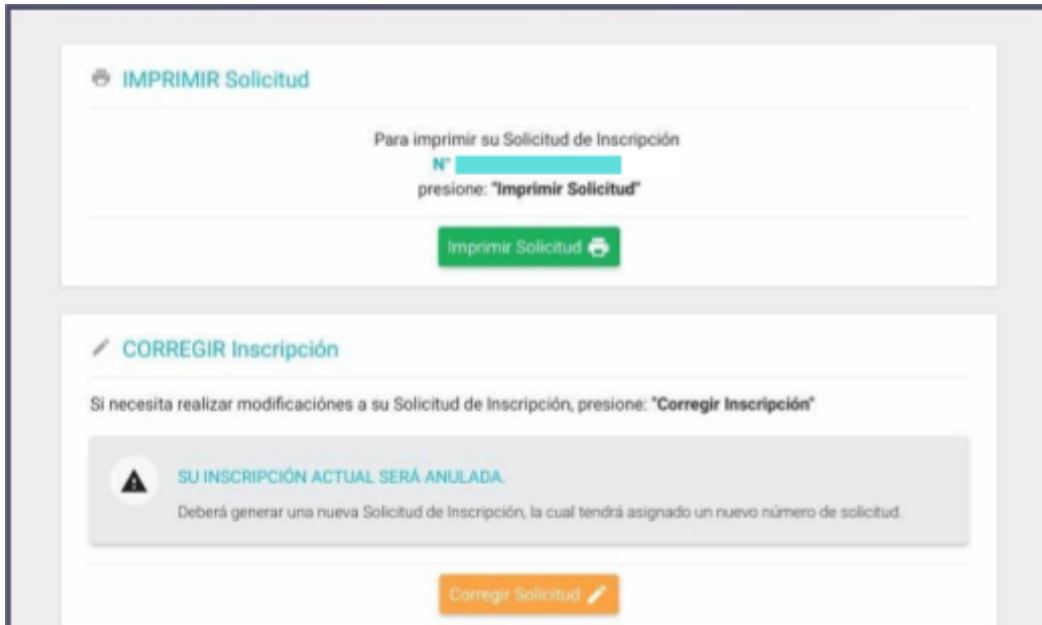 IMPRIMIR Solicitud
Para imprimir su Solicitud de Inscripción
N°
presione: "Imprimir Solicitud"
Imprimir Solicitud
CORREGIR Inscripción
Si necesita realizar modificaciónes a su Solicitud de Inscripción, presione: "Corregir Inscripción"
SU INSCRIPCIÓN ACTUAL SERÁ ANULADA.
Deberá generar una nueva Solicitud de Inscripción, la cual tendrá asignado un nuevo número de solicitud.
Corregir Solicitud